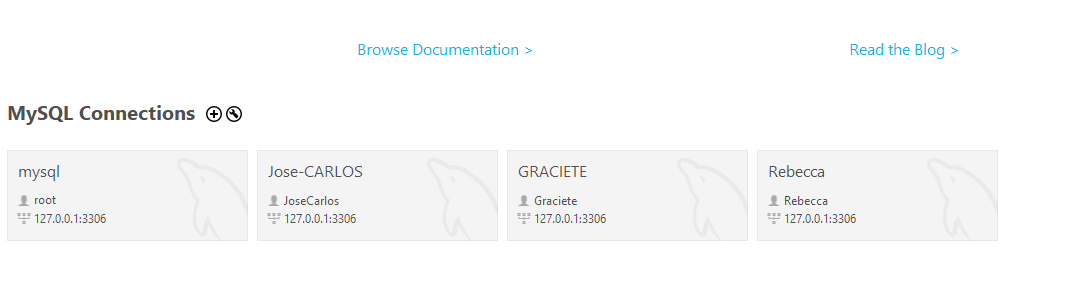 Browse Documentation > Read the Blog >
MySQL Connections
mysql Jose-CARLOS GRACIETE Rebecca
root JoseCarlos Graciete Rebecca
127.0.0.1:3306 127.0.0.1:3306 127.0.0.1:3306 127.0.0.1:3306